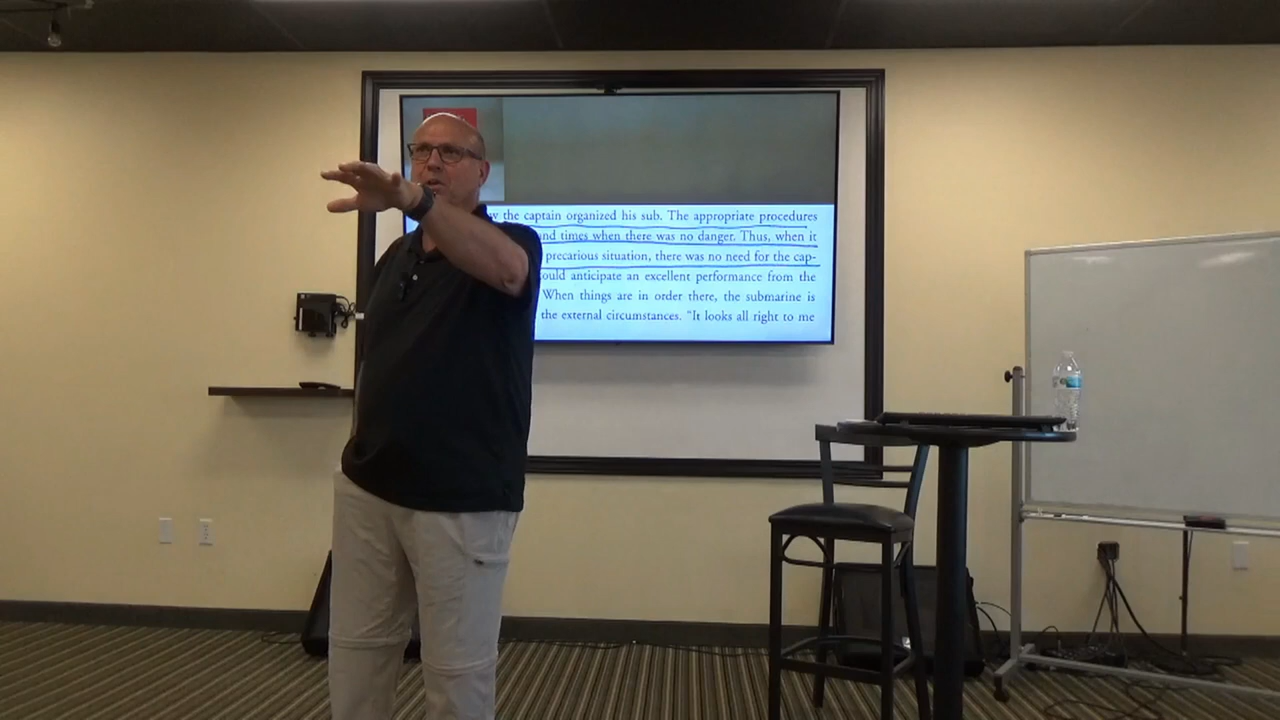 the captain organized his sub. The appropriate procedures
and times when there was no danger. Thus, when it
precarious situation, there was no need for the cap-
could anticipate an excellent performance from the
When things are in order there, the submarine is
the external circumstances. "It looks all right to me